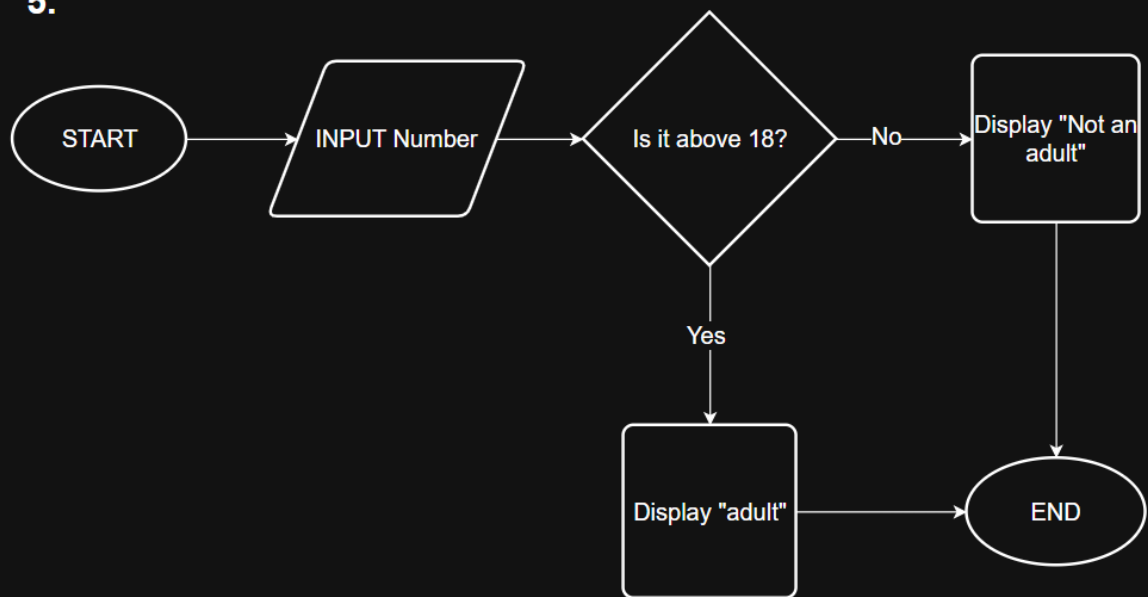 5.
START
INPUT Number
Is it above 18?
No
Display "Not an
adult"
Yes
Display "adult"
END